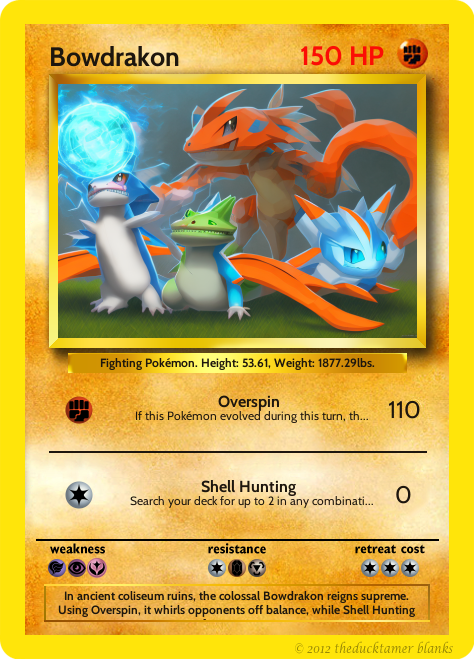 Bowdrakon 150 HP
Fighting Pokémon. Height: 53.61, Weight: 1877.29lbs.
Overspin
If this Pokémon evolved during this turn, th...
110
Shell Hunting
Search your deck for up to 2 in any combinati...
0
weakness resistance retreat cost
In ancient coliseum ruins, the colossal Bowdrakon reigns supreme.
Using Overspin, it whirls opponents off balance, while Shell Hunting
© 2012 theducktamer blanks